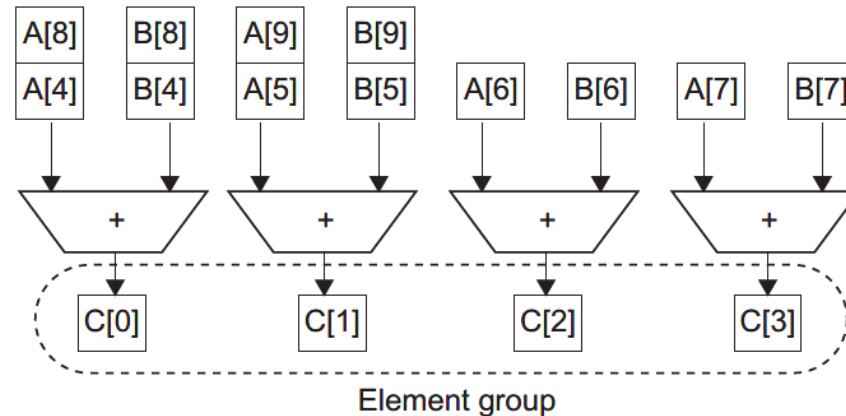 A[8] B[8] A[9] B[9]
A[4] B[4] A[5] B[5] A[6] B[6] A[7] B[7]
+ + + +
C[0] C[1] C[2] C[3]
Element group